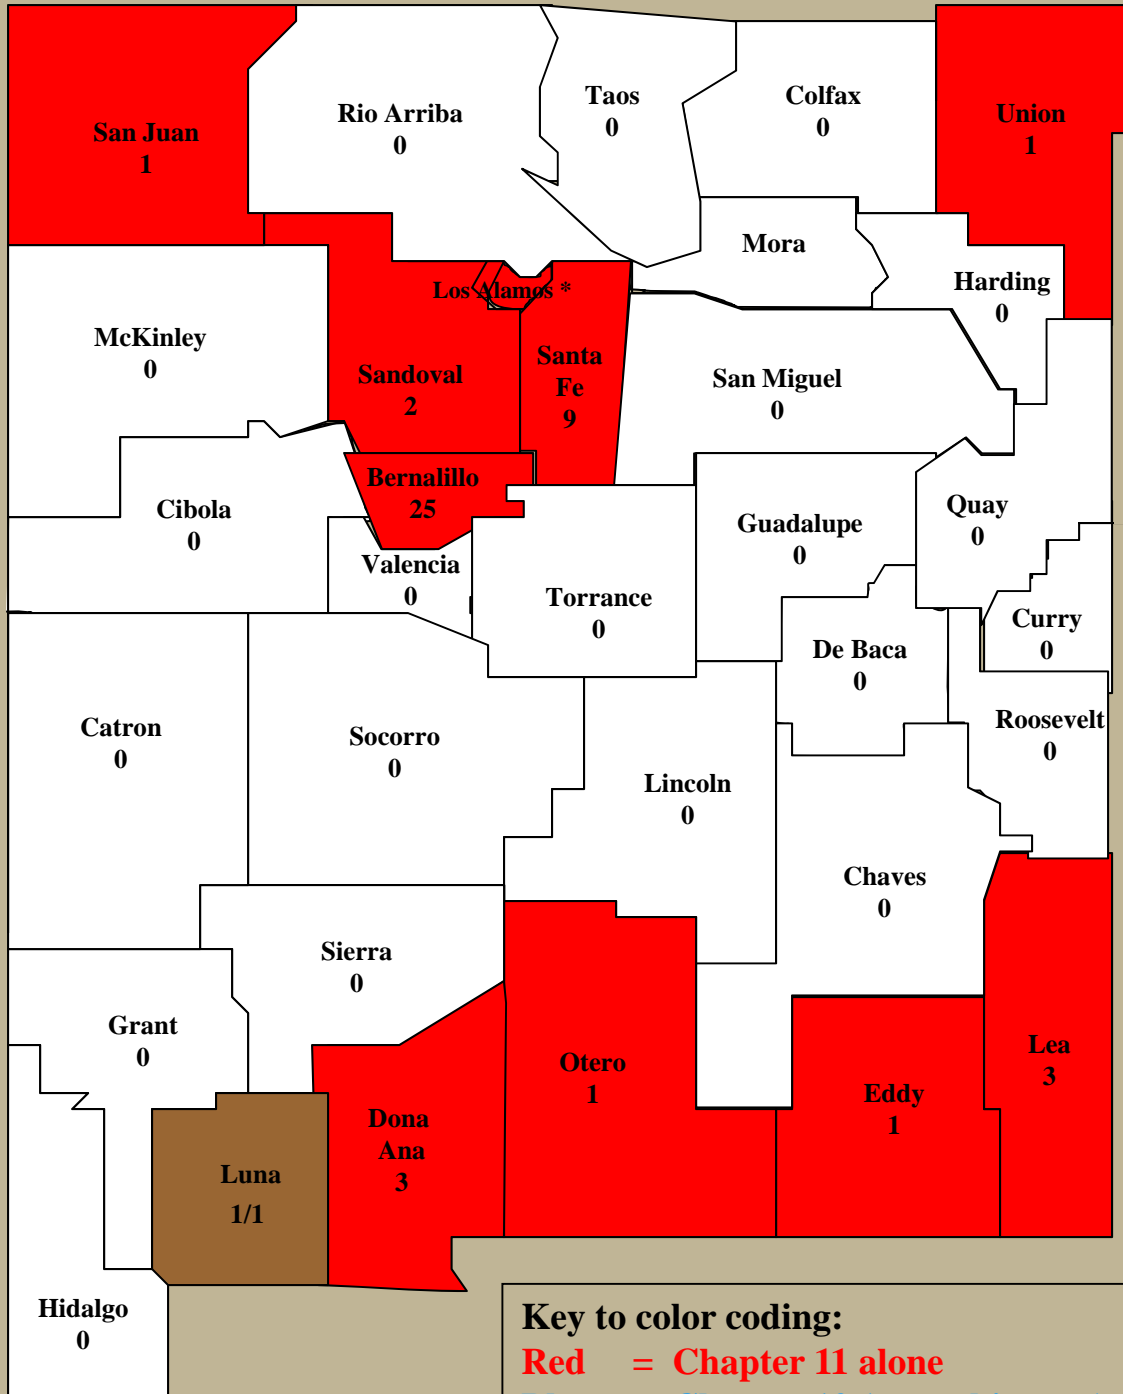 San Juan
1
Rio Arriba
0
Taos
0
Colfax
0
Union
1
Mora
Harding
0
Los Alamos *
McKinley
0
Sandoval
2
Santa
Fe
9
San Miguel
0
Bernalillo
25
Cibola
0
Valencia
0
Torrance
0
Guadalupe
0
Quay
0
De Baca
0
Curry
0
Catron
0
Socorro
0
Lincoln
0
Roosevelt
0
Chaves
0
Sierra
0
Grant
0
Luna
1/1
Dona
Ana
3
Otero
1
Eddy
1
Lea
3
Hidalgo
0
Key to color coding:
Red = Chapter 11 alone